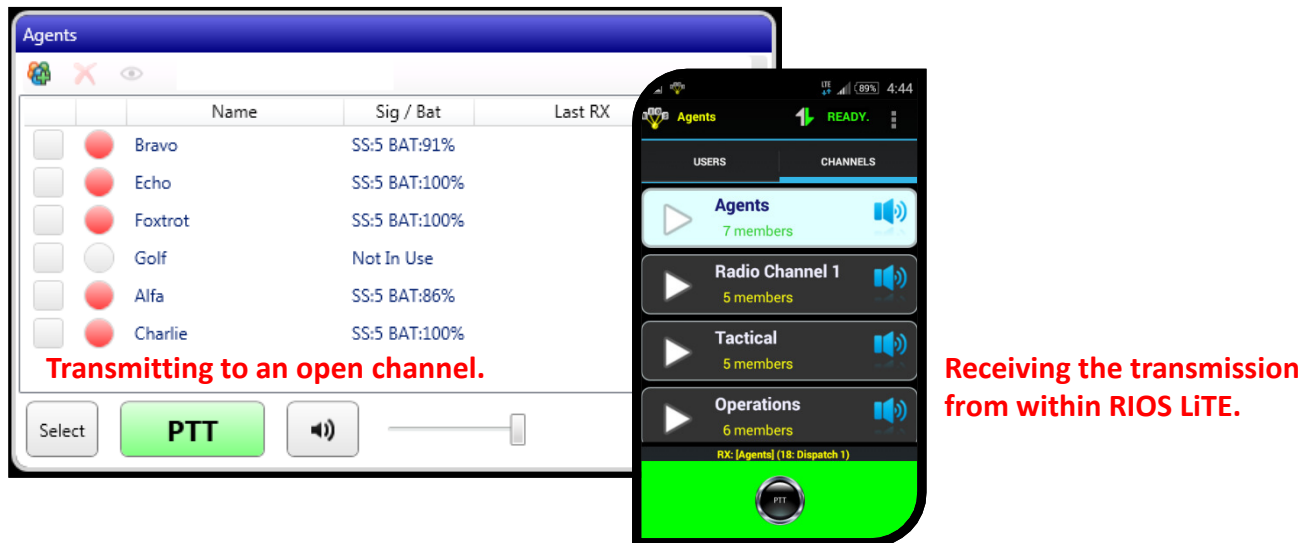 Agents
Name Sig / Bat Last RX
Bravo SS:5 BAT:91%
Echo SS:5 BAT:100%
Foxtrot SS:5 BAT:100%
Golf Not In Use
Alfa SS:5 BAT:86%
Charlie SS:5 BAT:100%
Transmitting to an open channel.
Select PTT
LTE 89% 4:44
Agents READY.
USERS CHANNELS
Agents
7 members
Radio Channel 1
5 members
Tactical
5 members
Operations
6 members
RX: [Agents] (18: Dispatch 1)
PTT
Receiving the transmission
from within RIOS LiTE.